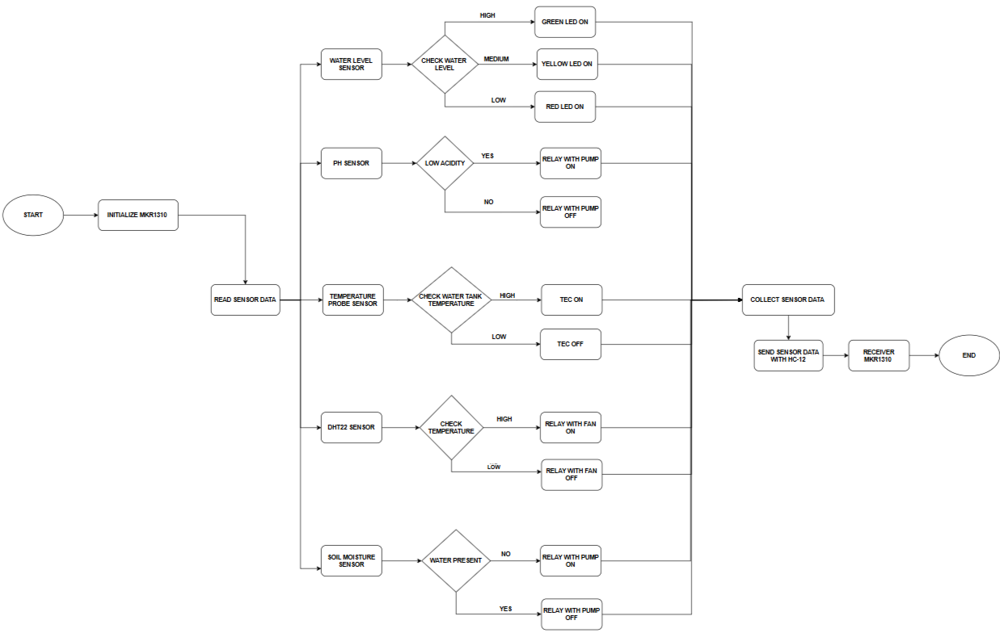 START
INITIALIZE MKR1310
READ SENSOR DATA
WATER LEVEL
SENSOR
CHECK WATER
LEVEL
HIGH
GREEN LED ON
MEDIUM
YELLOW LED ON
LOW
RED LED ON
PH SENSOR
LOW ACIDITY
YES
RELAY WITH PUMP
ON
NO
RELAY WITH PUMP
OFF
TEMPERATURE
PROBE SENSOR
CHECK WATER TANK
TEMPERATURE
HIGH
TEC ON
LOW
TEC OFF
DHT22 SENSOR
CHECK
TEMPERATURE
HIGH
RELAY WITH FAN
ON
LOW
RELAY WITH FAN
OFF
SOIL MOISTURE
SENSOR
WATER PRESENT
NO
RELAY WITH PUMP
ON
YES
RELAY WITH PUMP
OFF
COLLECT SENSOR DATA
SEND SENSOR DATA
WITH HC-12
RECEIVER
MKR1310
END